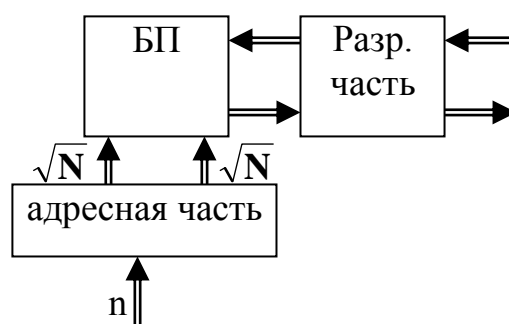 БП
Разр.
часть
√N √N
адресная часть
n